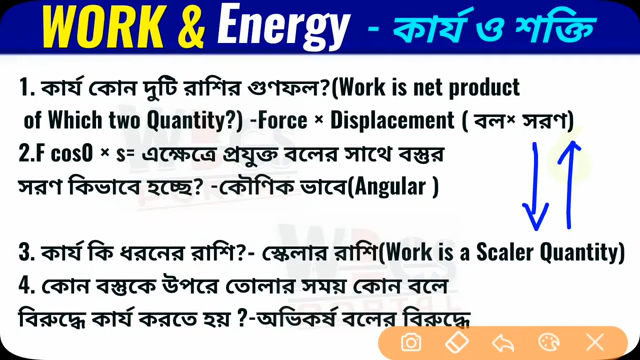 WORK & Energy - কার্য ও শক্তি
1. কার্য কোন দুটি রাশির গুণফল?(Work is net product
of Which two Quantity?) -Force × Displacement ( বল× সরণ)
2.F cosO × s= এক্ষেত্রে প্রযুক্ত বলের সাথে বস্তুর
সরণ কিভাবে হচ্ছে? -কৌণিক ভাবে(Angular )
3. কার্য কি ধরনের রাশি?- স্কেলার রাশি(Work is a Scaler Quantity)
4. কোন বস্তুকে উপরে তোলার সময় কোন বলে
বিরুদ্ধে কার্য করতে হয় ?-অভিকর্ষ বলের বিরুদ্ধে